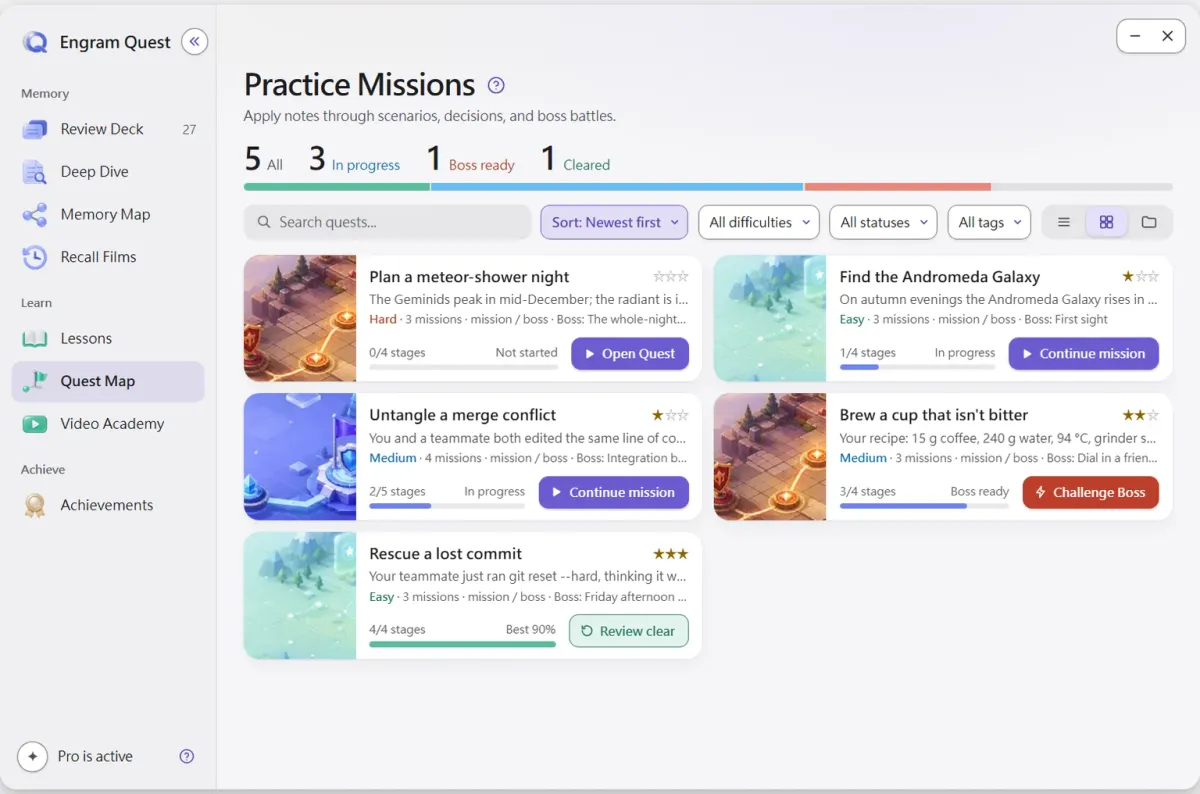 Engram Quest
Memory
Review Deck 27
Deep Dive
Memory Map
Recall Films
Learn
Lessons
Quest Map
Video Academy
Achieve
Achievements
Pro is active
Practice Missions
Apply notes through scenarios, decisions, and boss battles.
5 All 3 In progress 1 Boss ready 1 Cleared
Search quests... Sort: Newest first All difficulties All statuses All tags
Plan a meteor-shower night
The Geminids peak in mid-December; the radiant is i...
Hard · 3 missions · mission / boss · Boss: The whole-night...
0/4 stages Not started Open Quest
Find the Andromeda Galaxy
On autumn evenings the Andromeda Galaxy rises in ...
Easy · 3 missions · mission / boss · Boss: First sight
1/4 stages In progress Continue mission
Untangle a merge conflict
You and a teammate both edited the same line of co...
Medium · 4 missions · mission / boss · Boss: Integration b...
2/5 stages In progress Continue mission
Brew a cup that isn't bitter
Your recipe: 15 g coffee, 240 g water, 94 °C, grinder s...
Medium · 3 missions · mission / boss · Boss: Dial in a frien...
3/4 stages Boss ready Challenge Boss
Rescue a lost commit
Your teammate just ran git reset --hard, thinking it w...
Easy · 3 missions · mission / boss · Boss: Friday afternoon ...
4/4 stages Best 90% Review clear